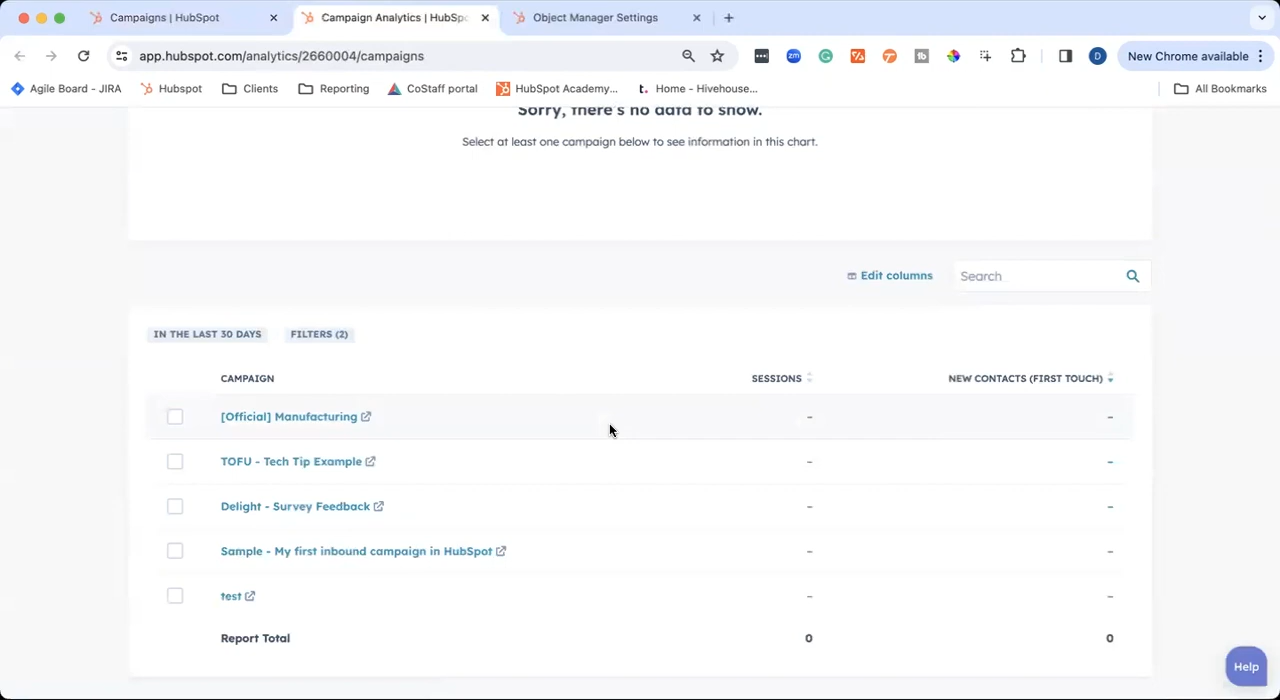 Campaigns | HubSpot
Campaign Analytics | HubSpo
Object Manager Settings
app.hubspot.com/analytics/2660004/campaigns
New Chrome available
Agile Board - JIRA
Hubspot
Clients
Reporting
CoStaff portal
HubSpot Academy...
Home - Hivehouse...
All Bookmarks
Sorry, there's no data to show.
Select at least one campaign below to see information in this chart.
Edit columns
Search
IN THE LAST 30 DAYS FILTERS (2)
CAMPAIGN SESSIONS NEW CONTACTS (FIRST TOUCH)
[Official] Manufacturing – –
TOFU - Tech Tip Example – –
Delight - Survey Feedback – –
Sample - My first inbound campaign in HubSpot – –
test – –
Report Total 0 0
Help